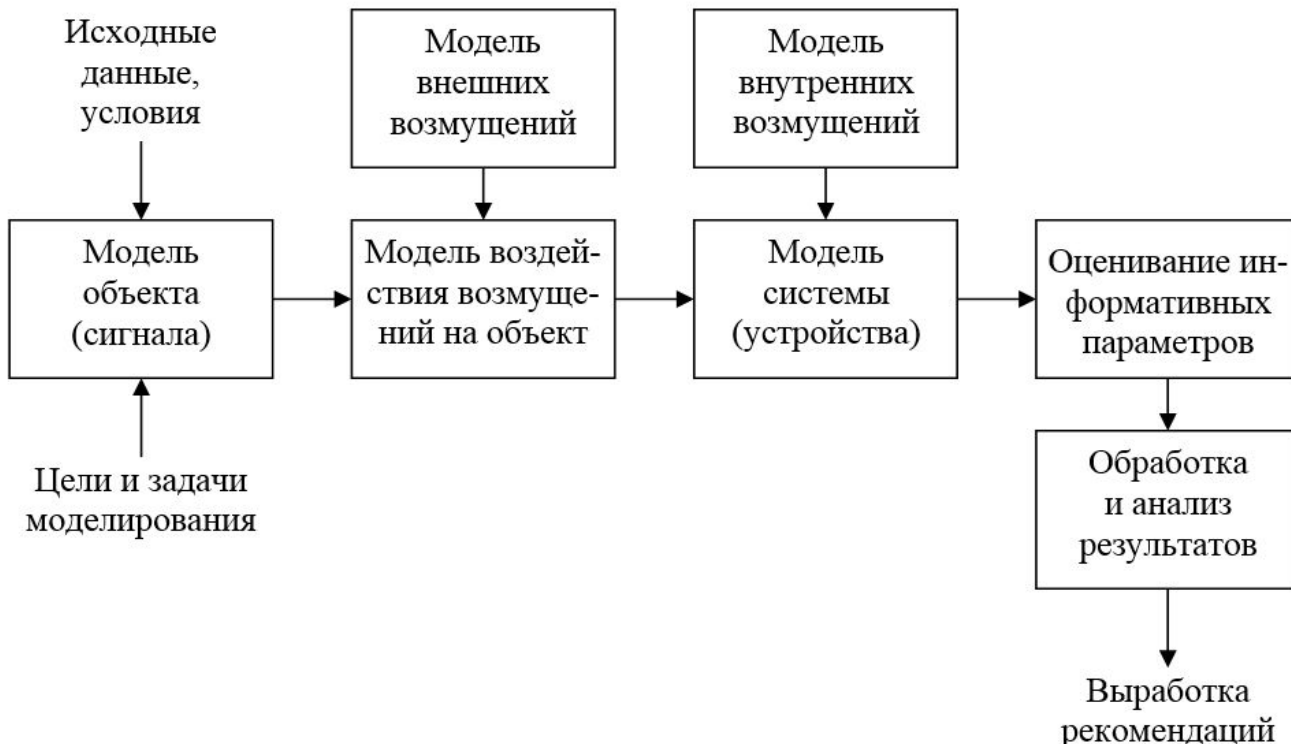 Исходные
данные,
условия
Модель
внешних
возмущений
Модель
внутренних
возмущений
Модель
объекта
(сигнала)
Модель воздей-
ствия возмуще-
ний на объект
Модель
системы
(устройства)
Оценивание ин-
формативных
параметров
Цели и задачи
моделирования
Обработка
и анализ
результатов
Выработка
рекомендаций